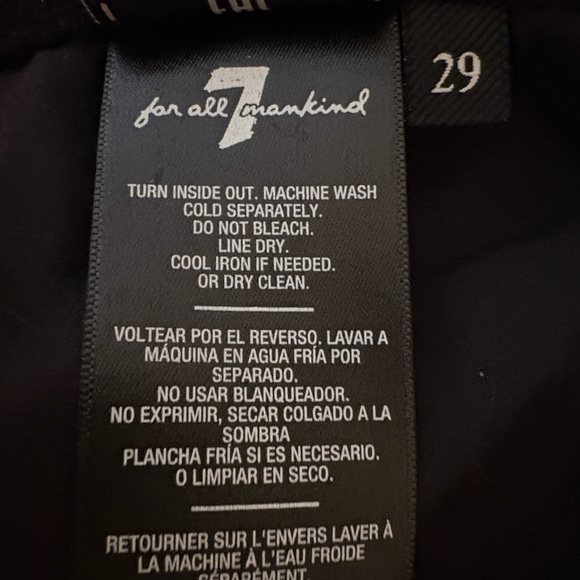 7
for all mankind
29
TURN INSIDE OUT. MACHINE WASH
COLD SEPARATELY.
DO NOT BLEACH.
LINE DRY.
COOL IRON IF NEEDED.
OR DRY CLEAN.
VOLTEAR POR EL REVERSO. LAVAR A
MÁQUINA EN AGUA FRÍA POR
SEPARADO.
NO USAR BLANQUEADOR.
NO EXPRIMIR, SECAR COLGADO A LA
SOMBRA
PLANCHA FRÍA SI ES NECESARIO.
O LIMPIAR EN SECO.
RETOURNER SUR L'ENVERS LAVER À
LA MACHINE À L'EAU FROIDE
SÉPARÉMENT.